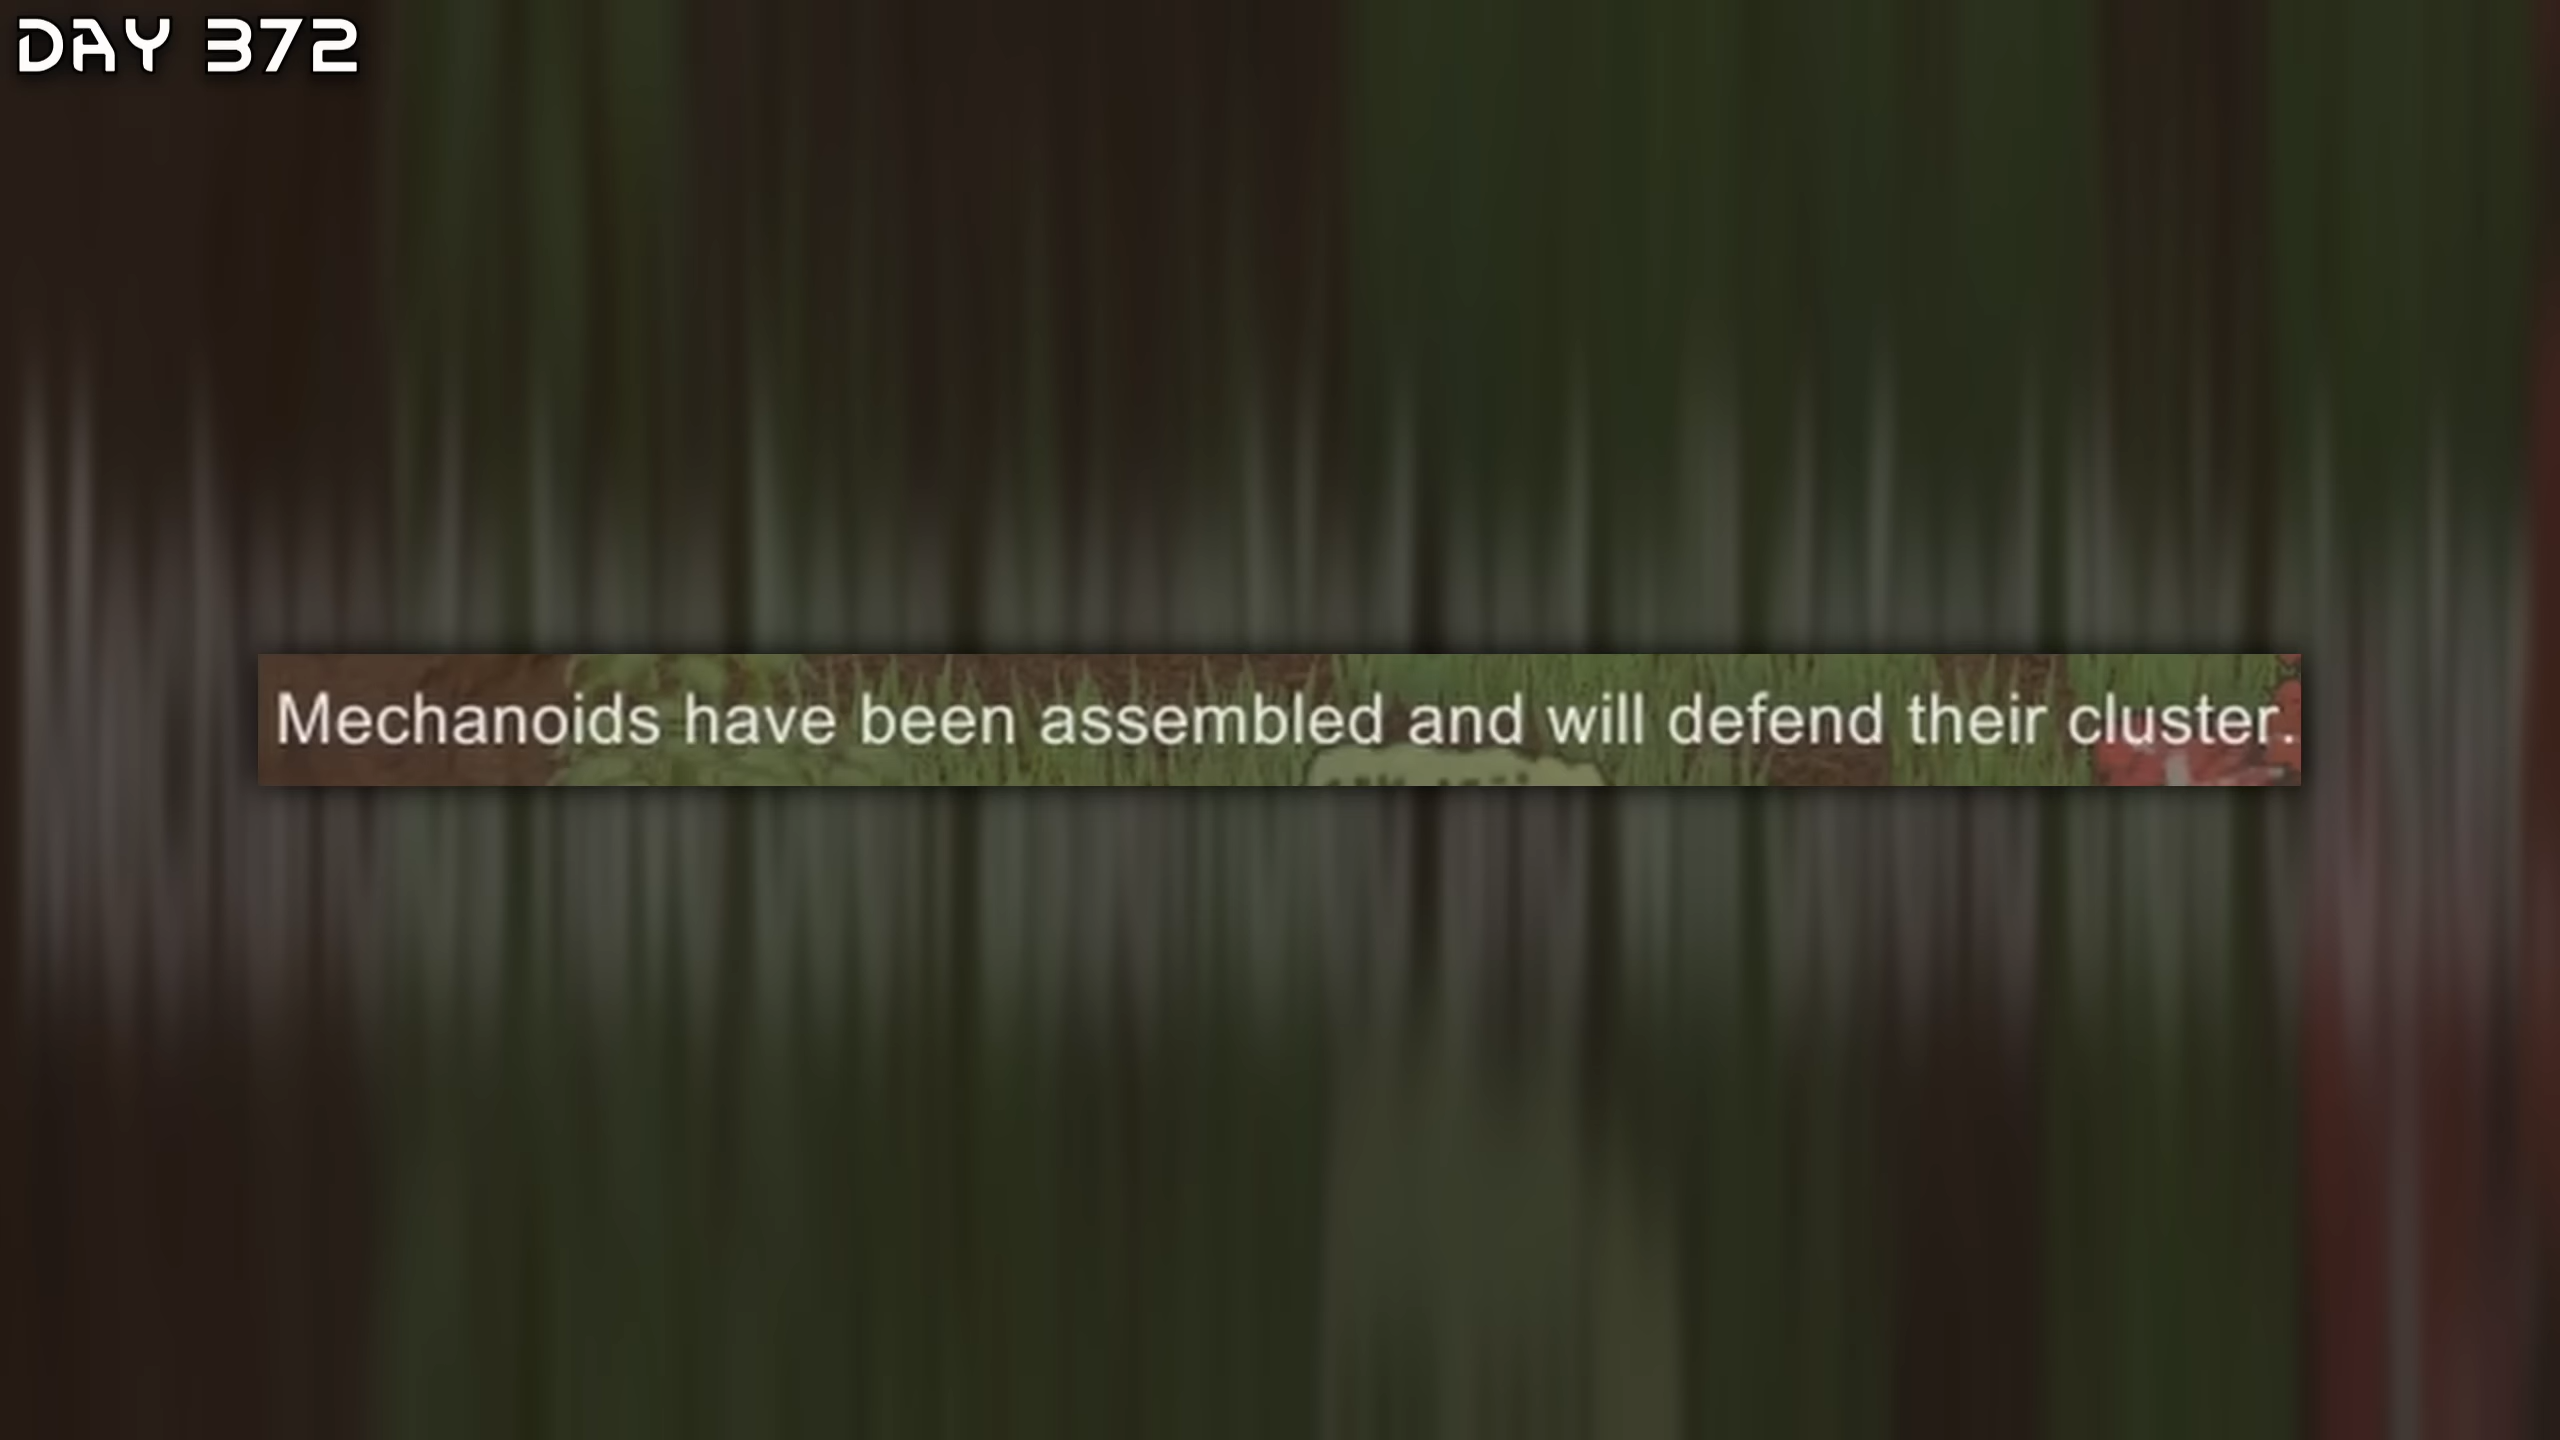 DAY 372
Mechanoids have been assembled and will defend their cluster.